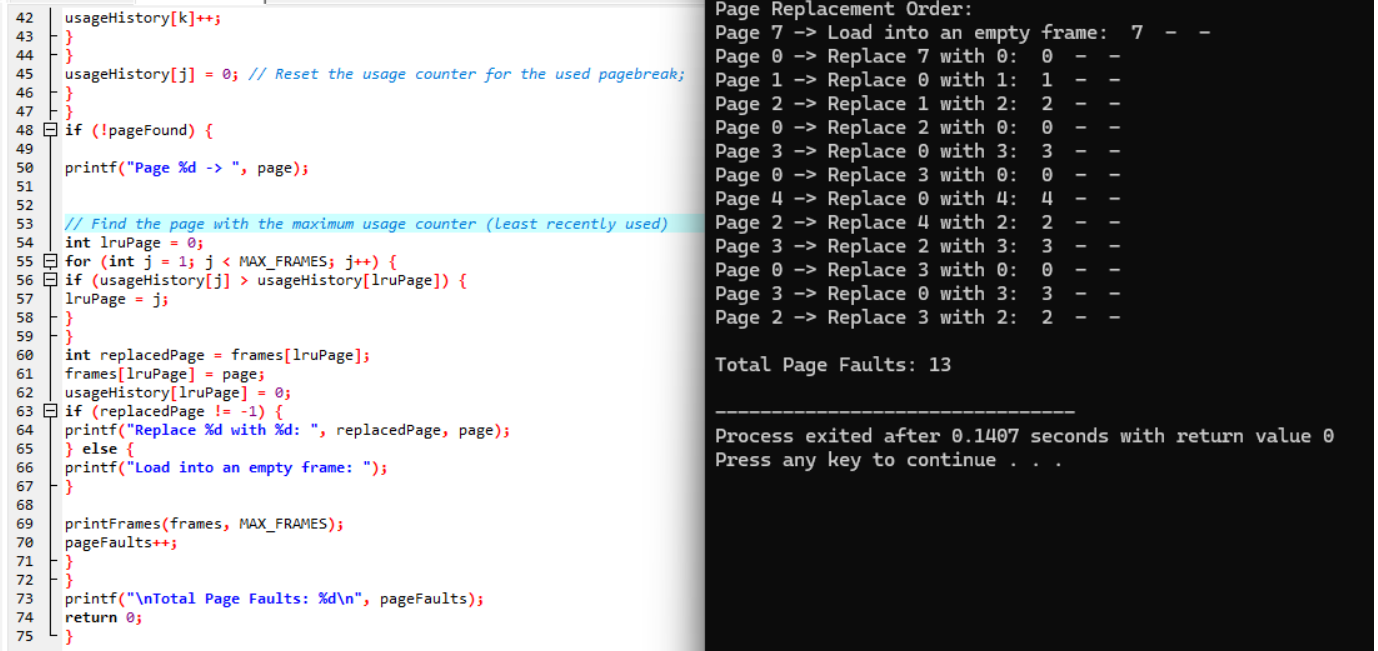 42 usageHistory[k]++;
43 }
44 }
45 usageHistory[j] = 0; // Reset the usage counter for the used pagebreak;
46 }
47 }
48 if (!pageFound) {
49
50 printf("Page %d -> ", page);
51
52
53 // Find the page with the maximum usage counter (least recently used)
54 int lruPage = 0;
55 for (int j = 1; j < MAX_FRAMES; j++) {
56 if (usageHistory[j] > usageHistory[lruPage]) {
57 lruPage = j;
58 }
59 }
60 int replacedPage = frames[lruPage];
61 frames[lruPage] = page;
62 usageHistory[lruPage] = 0;
63 if (replacedPage != -1) {
64 printf("Replace %d with %d: ", replacedPage, page);
65 } else {
66 printf("Load into an empty frame: ");
67 }
68
69 printFrames(frames, MAX_FRAMES);
70 pageFaults++;
71 }
72 }
73 printf("\nTotal Page Faults: %d\n", pageFaults);
74 return 0;
75 }
Page Replacement Order:
Page 7 -> Load into an empty frame:  7  -  -
Page 0 -> Replace 7 with 0:  0  -  -
Page 1 -> Replace 0 with 1:  1  -  -
Page 2 -> Replace 1 with 2:  2  -  -
Page 0 -> Replace 2 with 0:  0  -  -
Page 3 -> Replace 0 with 3:  3  -  -
Page 0 -> Replace 3 with 0:  0  -  -
Page 4 -> Replace 0 with 4:  4  -  -
Page 2 -> Replace 4 with 2:  2  -  -
Page 3 -> Replace 2 with 3:  3  -  -
Page 0 -> Replace 3 with 0:  0  -  -
Page 3 -> Replace 0 with 3:  3  -  -
Page 2 -> Replace 3 with 2:  2  -  -
Total Page Faults: 13
--------------------------------
Process exited after 0.1407 seconds with return value 0
Press any key to continue . . .